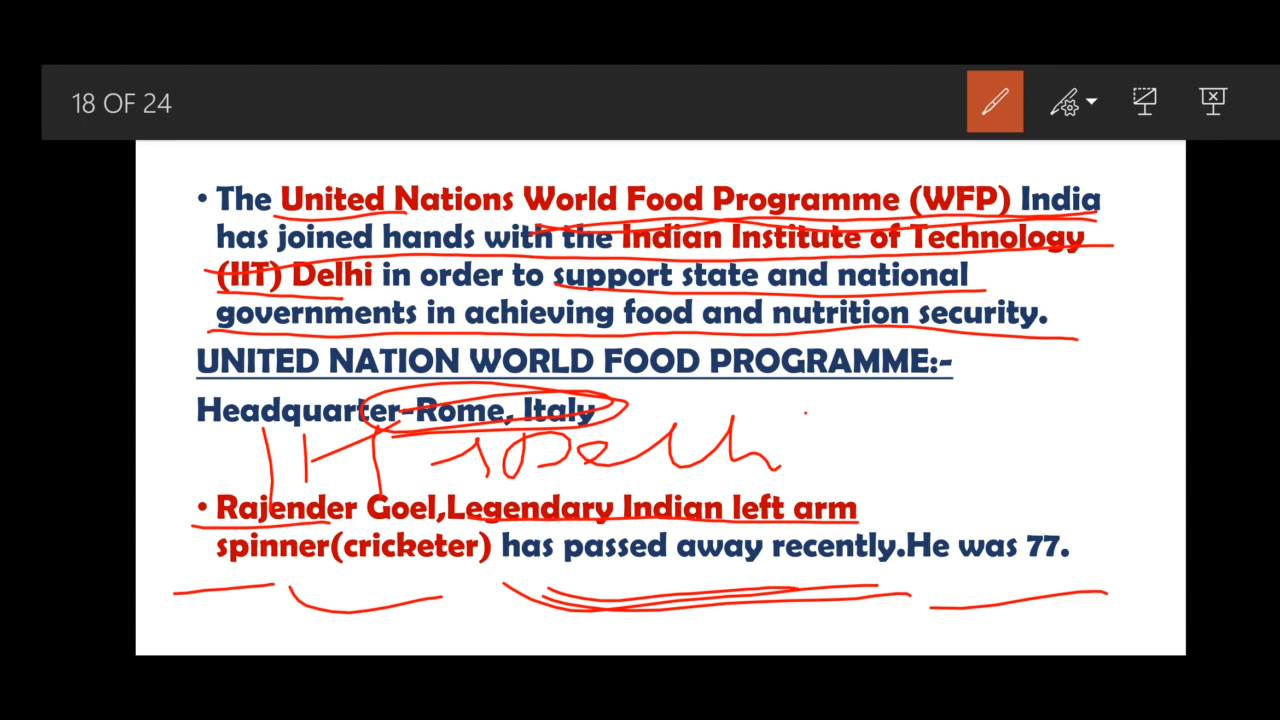 18 OF 24
• The United Nations World Food Programme (WFP) India
has joined hands with the Indian Institute of Technology
(IIT) Delhi in order to support state and national
governments in achieving food and nutrition security.
UNITED NATION WORLD FOOD PROGRAMME:-
Headquarter-Rome, Italy
• Rajender Goel,Legendary Indian left arm
spinner(cricketer) has passed away recently.He was 77.